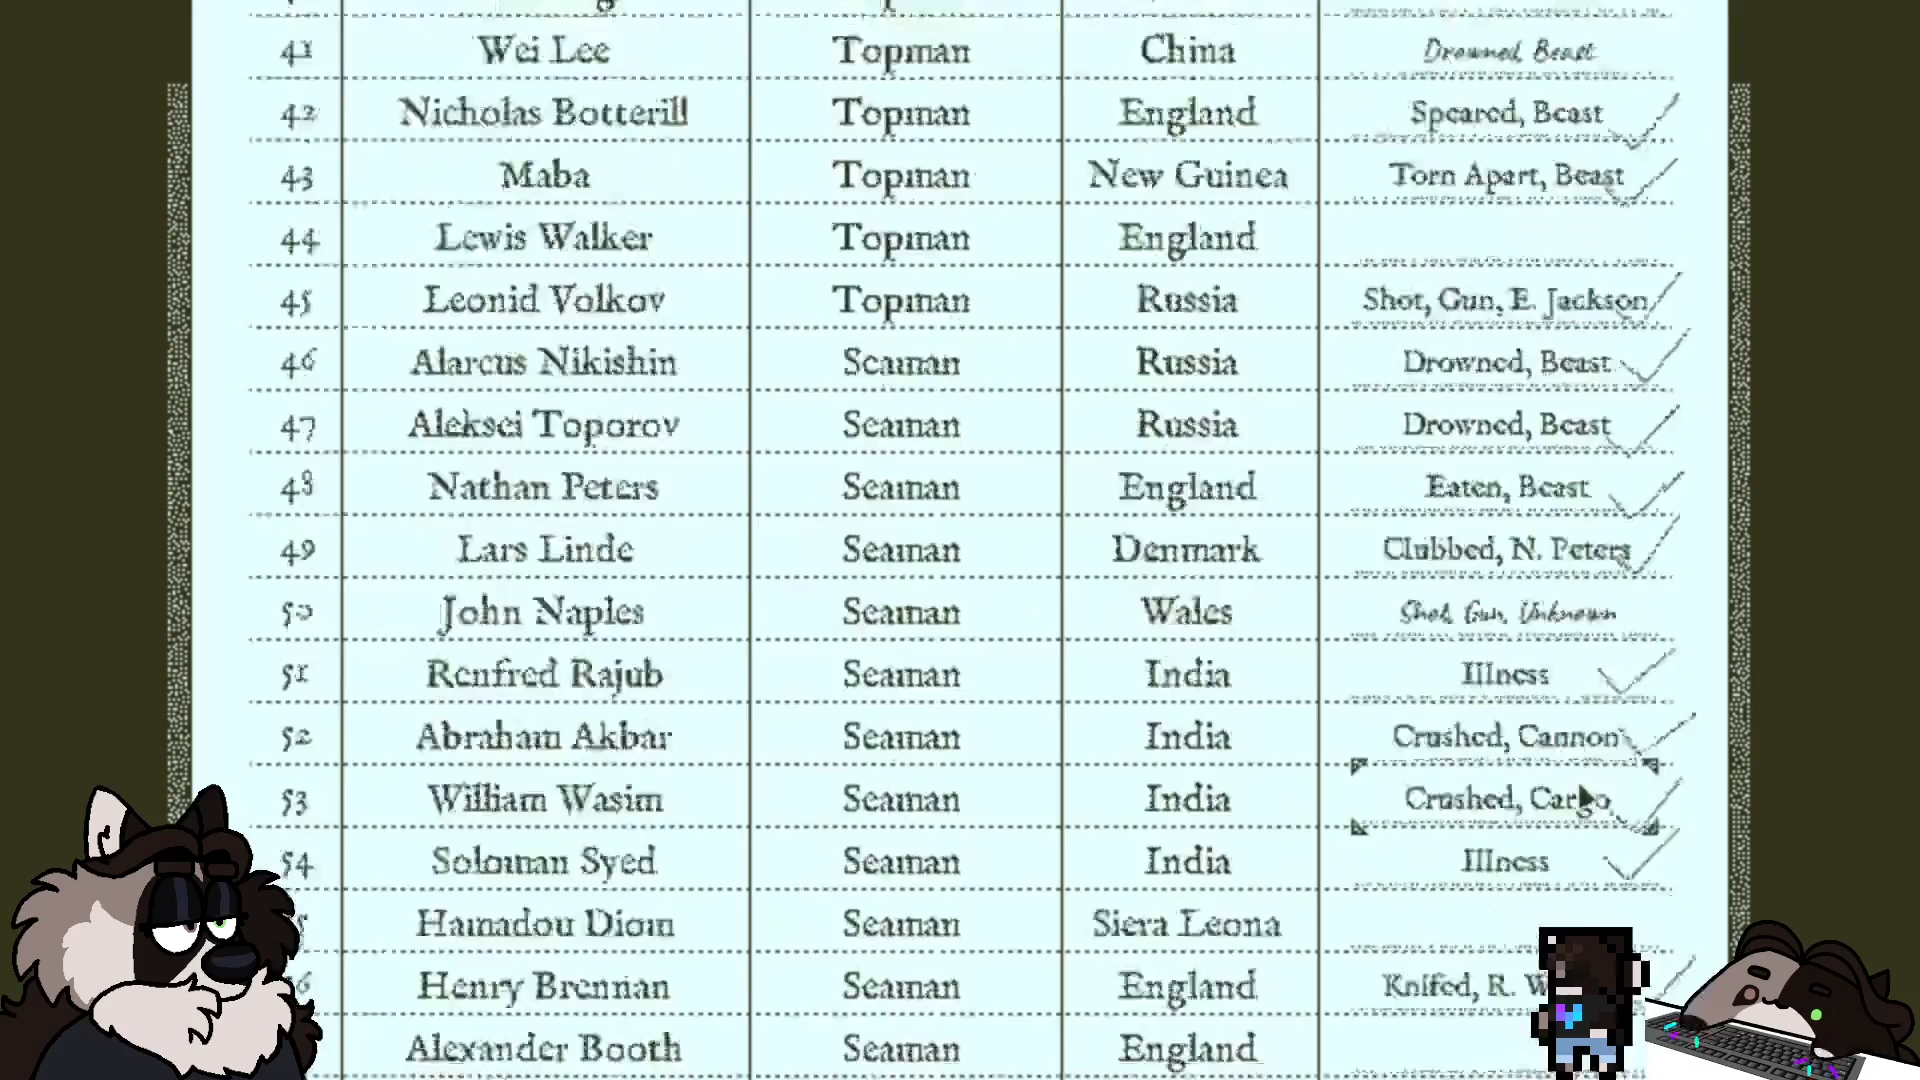 41 Wei Lee Topman China Drowned, Beast
42 Nicholas Botterill Topman England Speared, Beast
43 Maba Topman New Guinea Torn Apart, Beast
44 Lewis Walker Topman England
45 Leonid Volkov Topman Russia Shot, Gun, E. Jackson
46 Alarcus Nikishin Seaman Russia Drowned, Beast
47 Aleksei Toporov Seaman Russia Drowned, Beast
48 Nathan Peters Seaman England Eaten, Beast
49 Lars Linde Seaman Denmark Clubbed, N. Peters
50 John Naples Seaman Wales Shot, Gun, Unknown
51 Renfred Rajub Seaman India Illness
52 Abraham Akbar Seaman India Crushed, Cannon
53 William Wasim Seaman India Crushed, Cargo
54 Soloman Syed Seaman India Illness
Hamadou Diom Seaman Siera Leona
6 Henry Brennan Seaman England Knifed, R.
Alexander Booth Seaman England